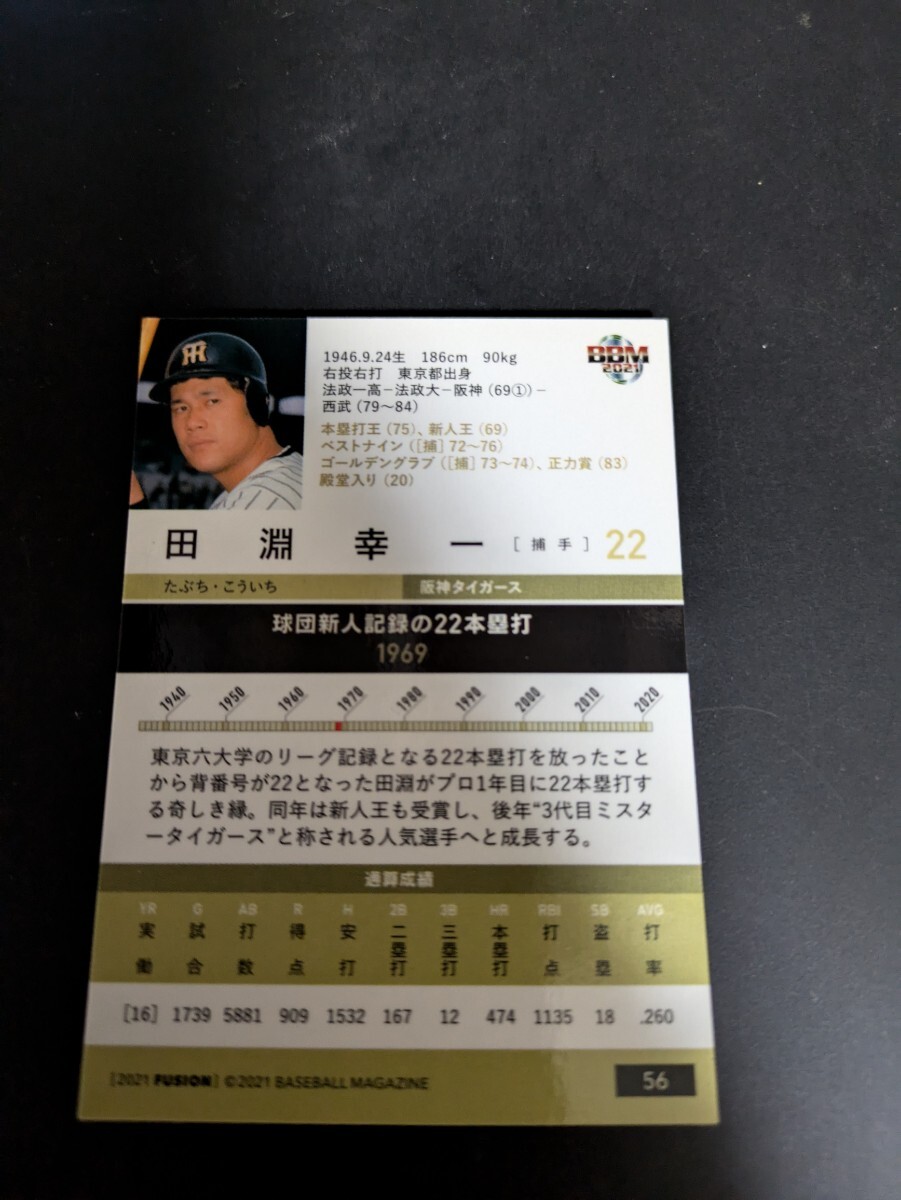 BBM
2021
1946.9.24生 186cm 90kg
右投右打 東京都出身
法政一高－法政大－阪神（69①）－
西武（79～84）
本塁打王（75）、新人王（69）
ベストナイン（[捕] 72～76）
ゴールデングラブ（[捕] 73～74）、正力賞（83）
殿堂入り（20）
田淵幸一 ［捕手］ 22
たぶち・こういち 阪神タイガース
球団新人記録の22本塁打
1969
1940 1950 1960 1970 1980 1990 2000 2010 2020
東京六大学のリーグ記録となる22本塁打を放ったこと
から背番号が22となった田淵がプロ1年目に22本塁打す
る奇しき縁。同年は新人王も受賞し、後年“3代目ミスタ
ータイガース”と称される人気選手へと成長する。
通算成績
YR G AB R H 2B 3B HR RBI SB AVG
実働 試合 打数 得点 安打 二塁打 三塁打 本塁打 打点 盗塁 打率
[16] 1739 5881 909 1532 167 12 474 1135 18 .260
[2021 FUSION] ©2021 BASEBALL MAGAZINE
56